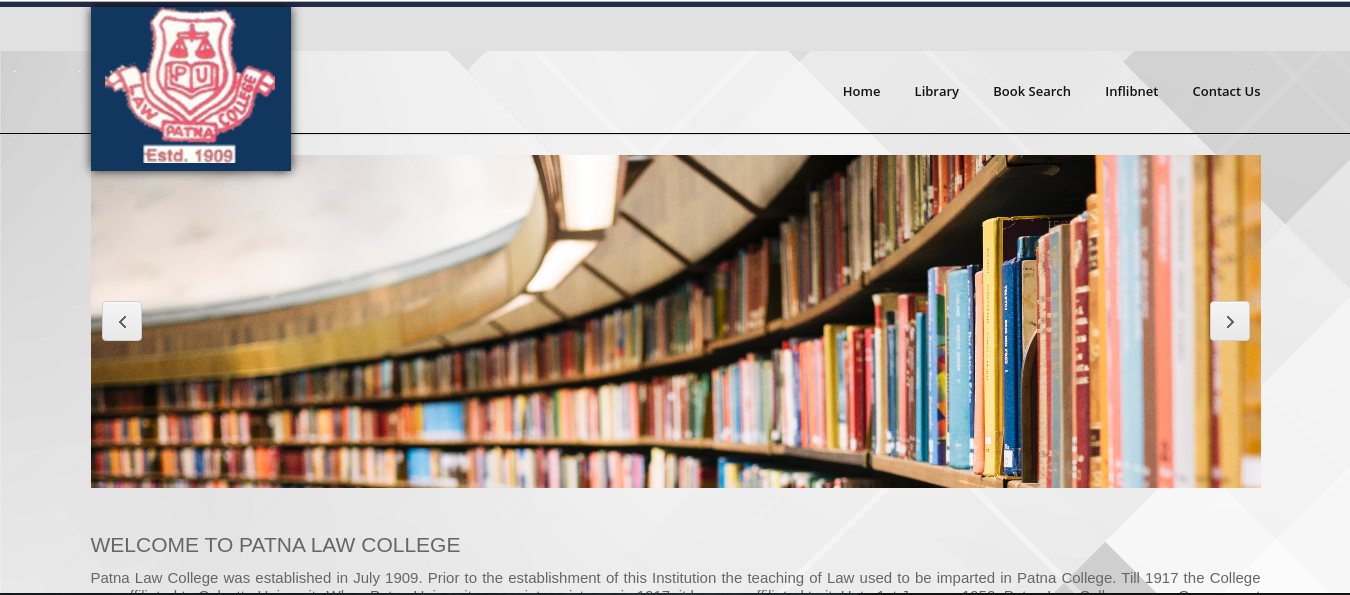 PU
LAW PATNA COLLEGE
Estd. 1909
Home Library Book Search Inflibnet Contact Us
WELCOME TO PATNA LAW COLLEGE
Patna Law College was established in July 1909. Prior to the establishment of this Institution the teaching of Law used to be imparted in Patna College. Till 1917 the College